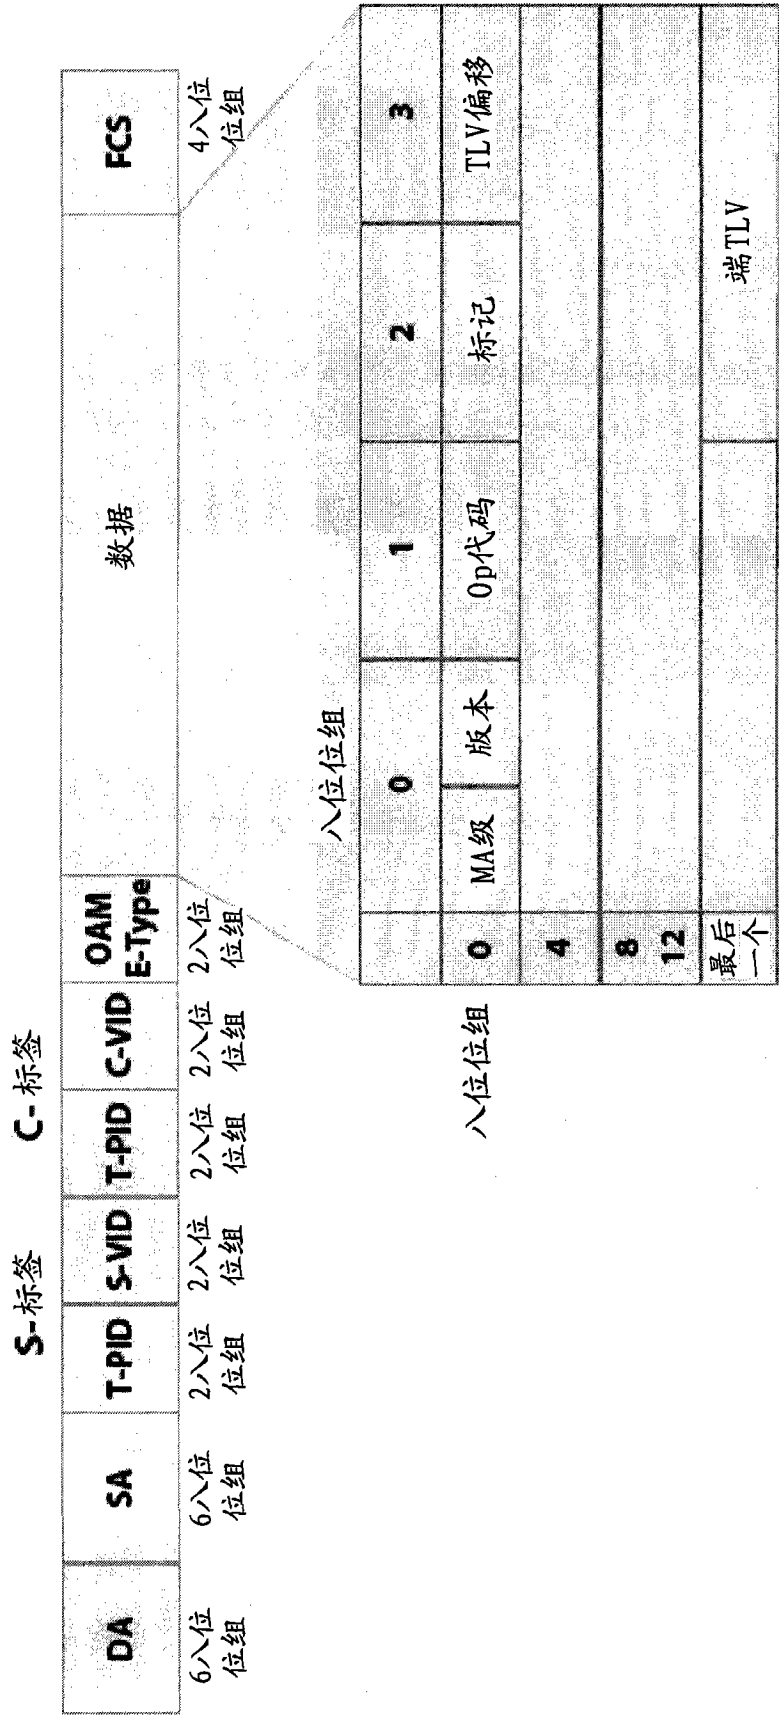 S-标签
C-标签
DA
SA
T-PID
S-VID
T-PID
C-VID
OAM
E-Type
数据
FCS
6八位
位组
6八位
位组
2八位
位组
2八位
位组
2八位
位组
2八位
位组
2八位
位组
4八位
位组
八位位组
0
1
2
3
八位位组
0
MA级
版本
Op代码
标记
TLV偏移
4
8
12
最后
一个
端TLV